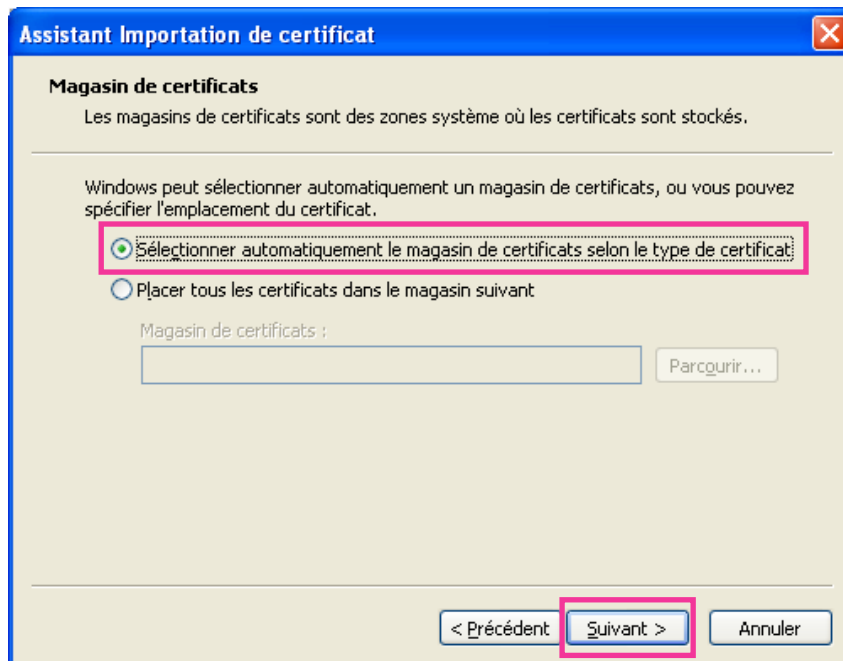 Assistant Importation de certificat
Magasin de certificats
Les magasins de certificats sont des zones système où les certificats sont stockés.
Windows peut sélectionner automatiquement un magasin de certificats, ou vous pouvez
spécifier l'emplacement du certificat.
Sélectionner automatiquement le magasin de certificats selon le type de certificat
Placer tous les certificats dans le magasin suivant
Magasin de certificats :
Parcourir...
< Précédent Suivant > Annuler